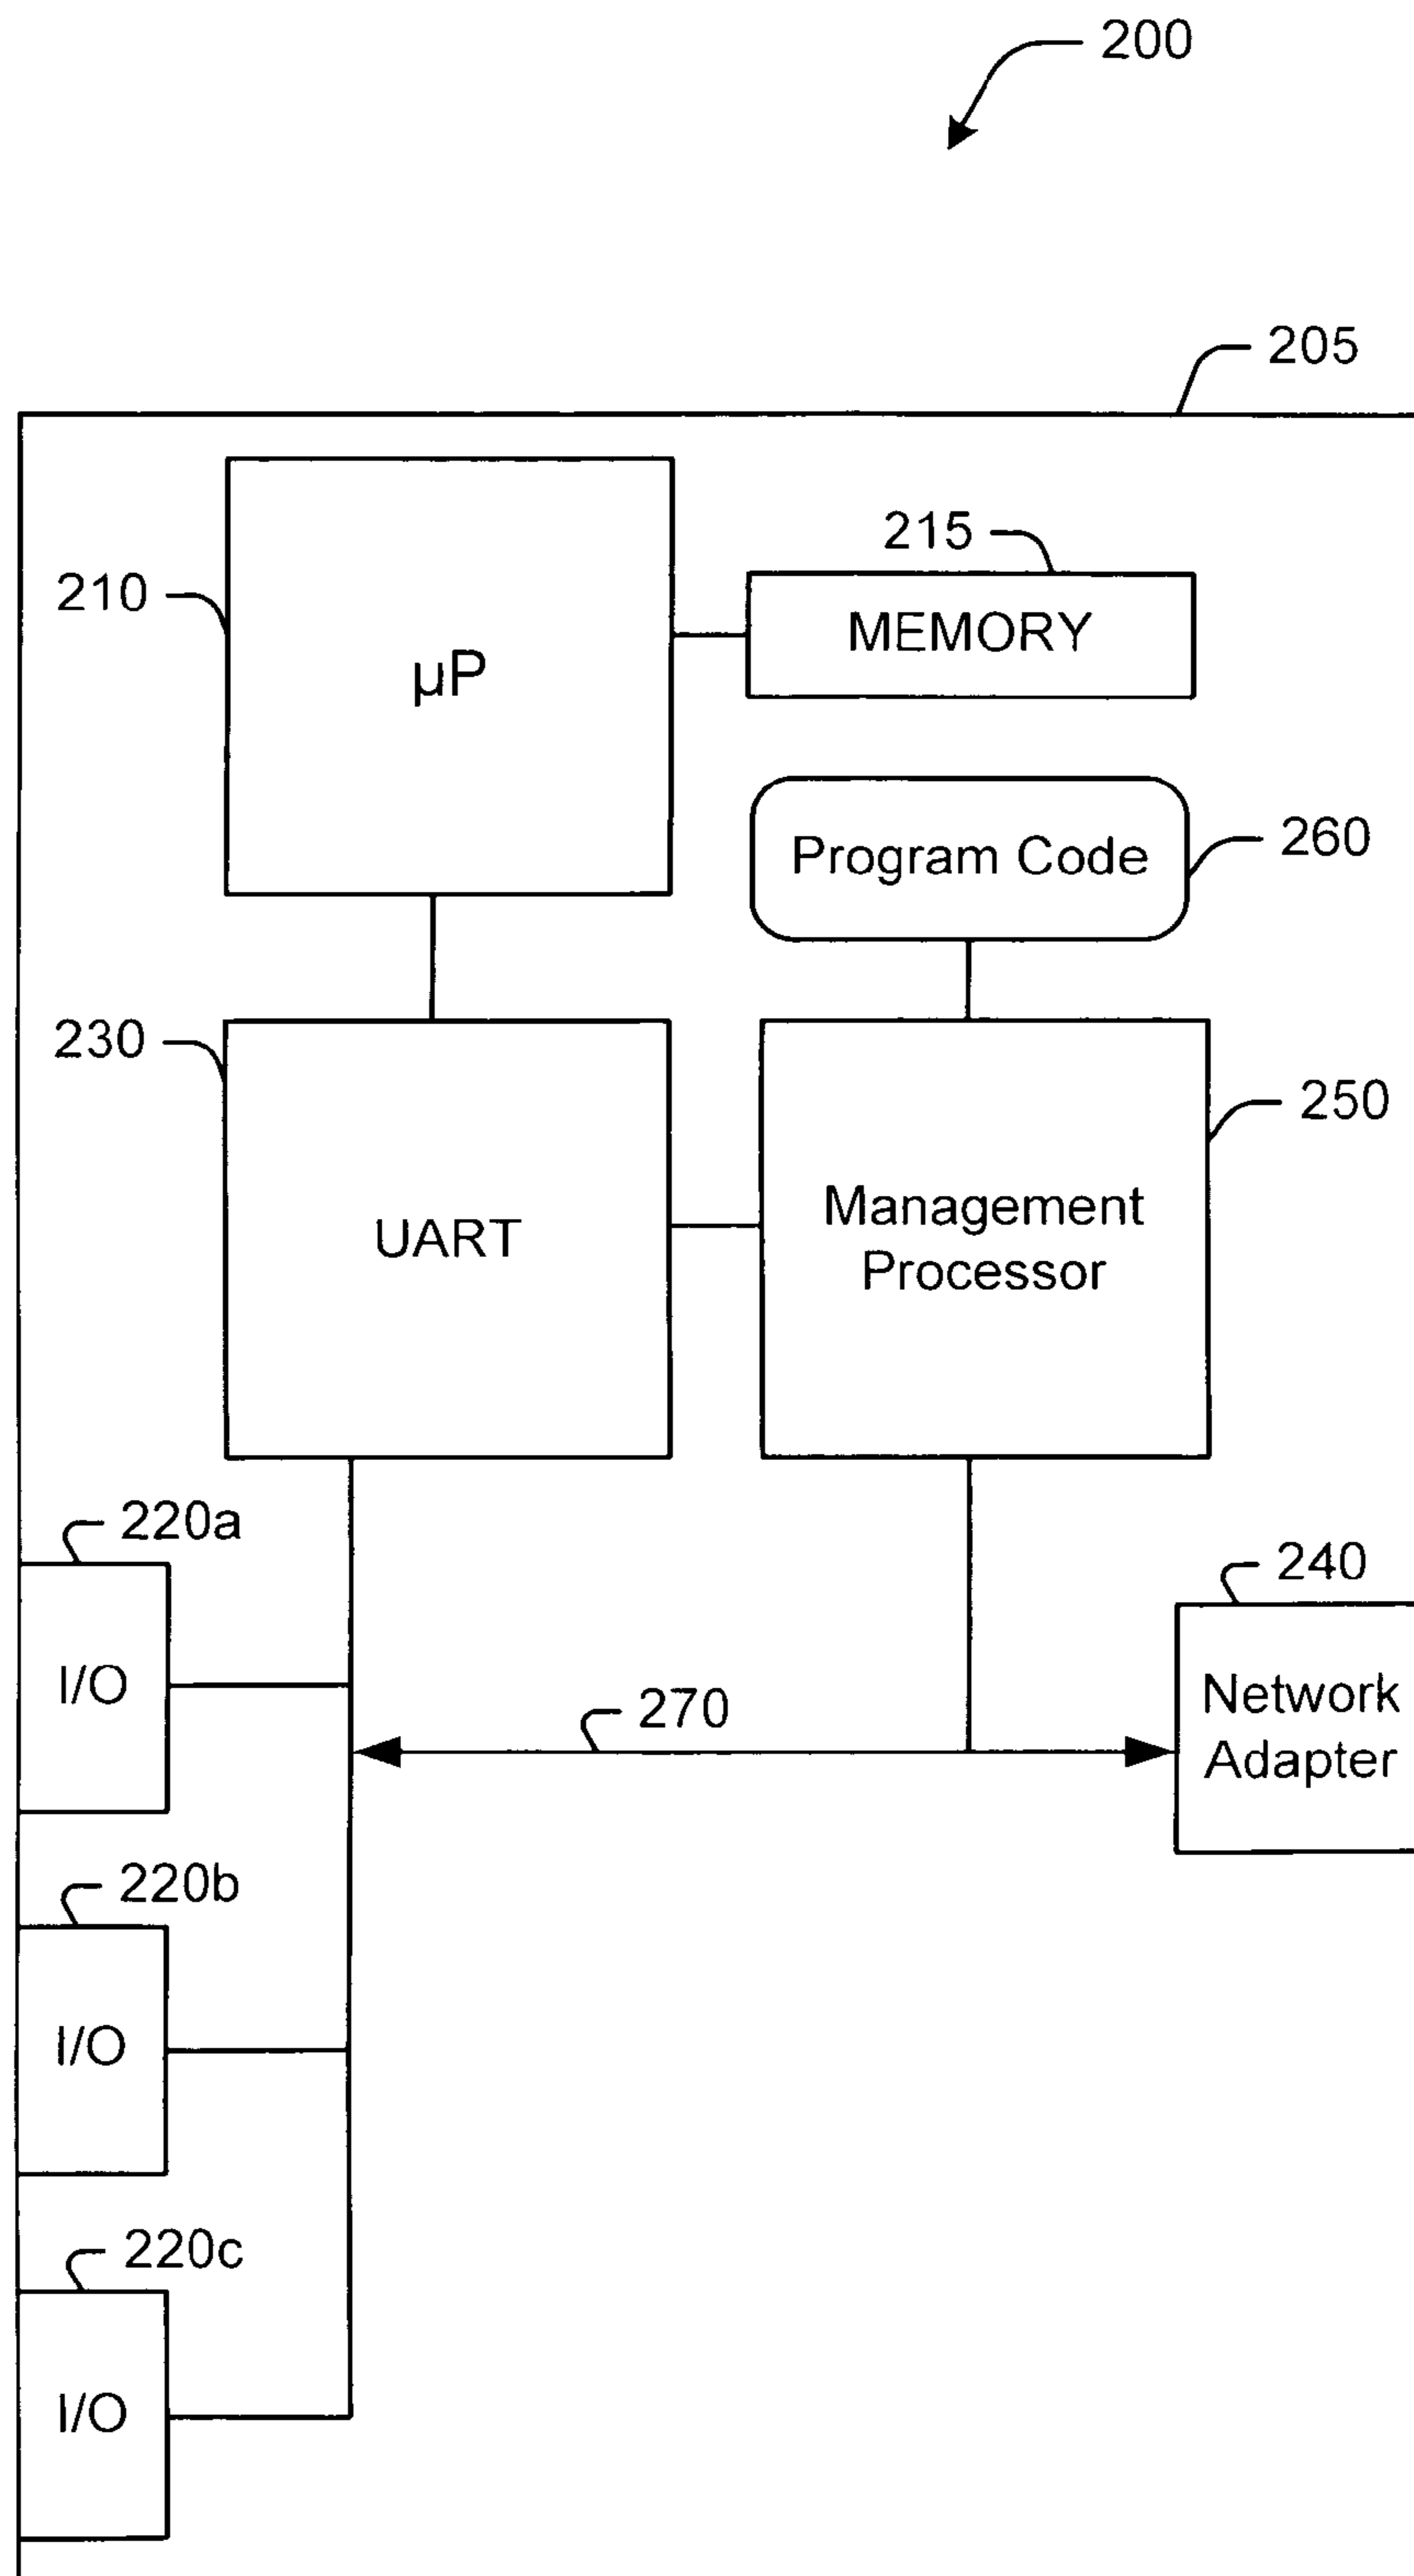 200
205
215
210
MEMORY
µP
Program Code
260
230
250
Management
Processor
UART
220a
240
I/O
270
Network
Adapter
220b
I/O
220c
I/O